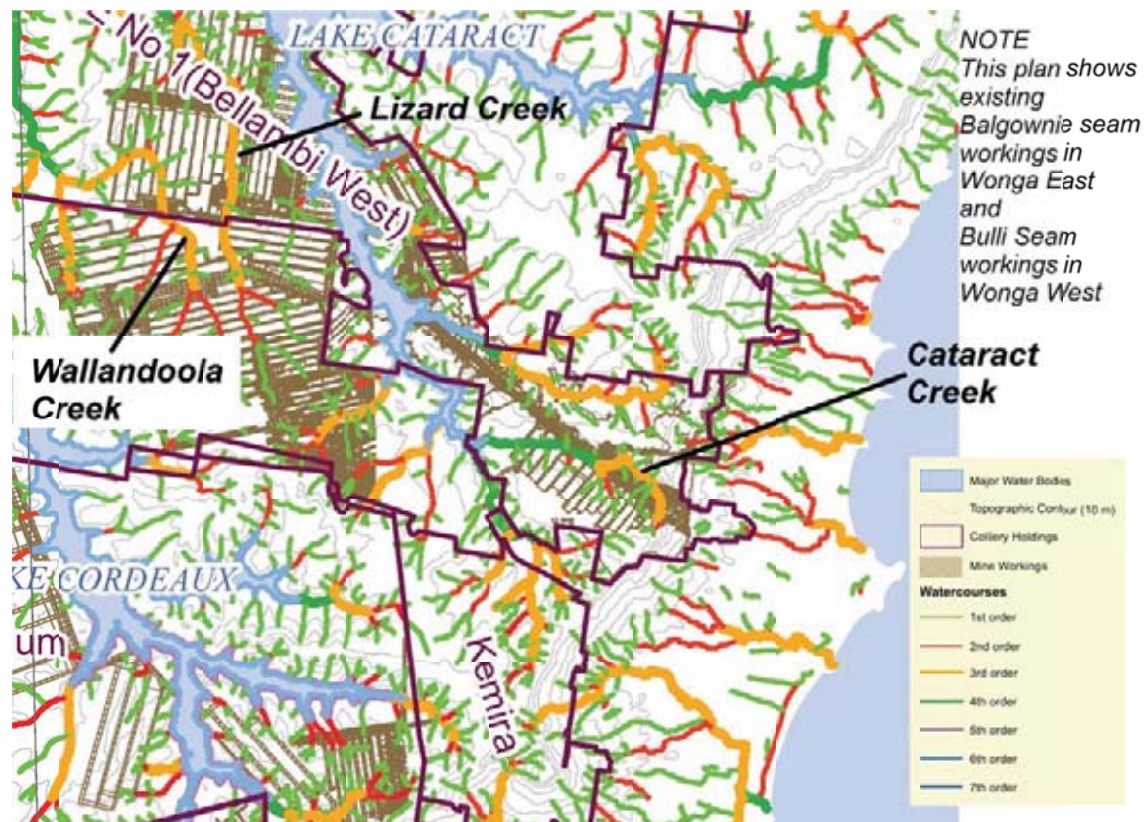 LAKE CATARACT
No 1 (Bellambi West)
Lizard Creek
NOTE
This plan shows
existing
Balgownie seam
workings in
Wonga East
and
Bulli Seam
workings in
Wonga West
Wallandoola
Creek
Cataract
Creek
KE CORDEAUX
um
Kemira
Major Water Bodies
Topographic Contour (10 m)
Colliery Holdings
Mine Workings
Watercourses
1st order
2nd order
3rd order
4th order
5th order
6th order
7th order